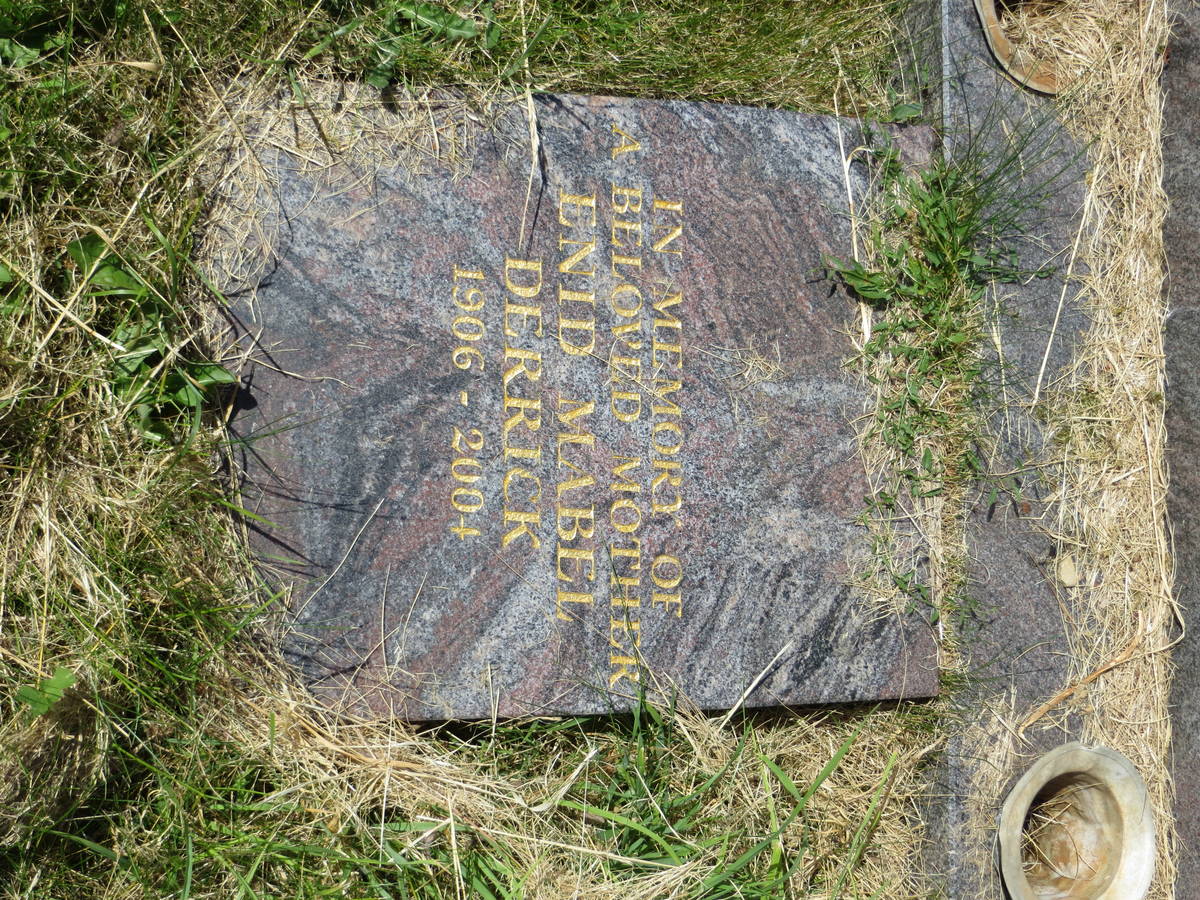 IN MEMORY OF
A BELOVED MOTHER
ENID MABEL
DERRICK
1906 - 2004